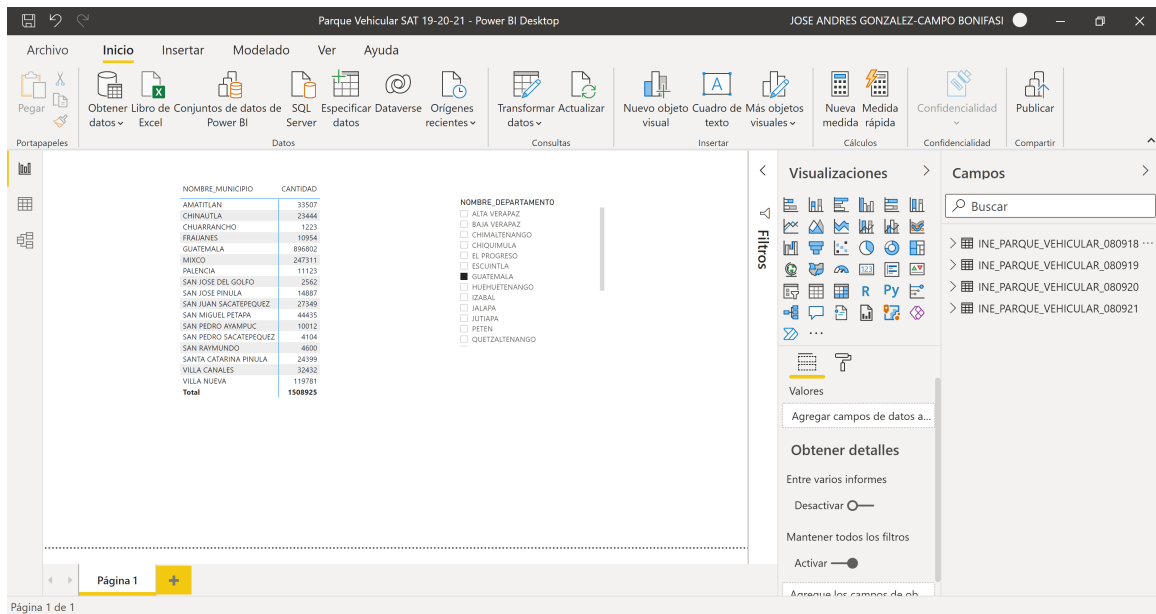 Parque Vehicular SAT 19-20-21 - Power BI Desktop
JOSE ANDRES GONZALEZ-CAMPO BONIFASI
Archivo Inicio Insertar Modelado Ver Ayuda
Pegar
Obtener datos
Libro de Excel
Conjuntos de datos de Power BI
SQL Server
Especificar datos
Dataverse
Orígenes recientes
Transformar datos
Actualizar
Nuevo objeto visual
Cuadro de texto
Más objetos visuales
Nueva medida
Medida rápida
Confidencialidad
Publicar
Portapapeles
Datos
Consultas
Insertar
Cálculos
Confidencialidad
Compartir
NOMBRE_MUNICIPIO CANTIDAD
AMATITLAN 33507
CHINAUTLA 23444
CHUARRANCHO 1223
FRAIJANES 10954
GUATEMALA 896802
MIXCO 247311
PALENCIA 11123
SAN JOSE DEL GOLFO 2562
SAN JOSE PINULA 14887
SAN JUAN SACATEPEQUEZ 27349
SAN MIGUEL PETAPA 44435
SAN PEDRO AYAMPUC 10012
SAN PEDRO SACATEPEQUEZ 4104
SAN RAYMUNDO 4600
SANTA CATARINA PINULA 24399
VILLA CANALES 32432
VILLA NUEVA 119781
Total 1508925
NOMBRE_DEPARTAMENTO
ALTA VERAPAZ
BAJA VERAPAZ
CHIMALTENANGO
CHIQUIMULA
EL PROGRESO
ESCUINTLA
GUATEMALA
HUEHUETENANGO
IZABAL
JALAPA
JUTIAPA
PETEN
QUETZALTENANGO
Filtros
Visualizaciones
123
R Py
...
Valores
Agregar campos de datos a...
Obtener detalles
Entre varios informes
Desactivar
Mantener todos los filtros
Activar
Agregue los campos de ob...
Campos
Buscar
INE_PARQUE_VEHICULAR_080918 ...
INE_PARQUE_VEHICULAR_080919
INE_PARQUE_VEHICULAR_080920
INE_PARQUE_VEHICULAR_080921
Página 1
+
Página 1 de 1